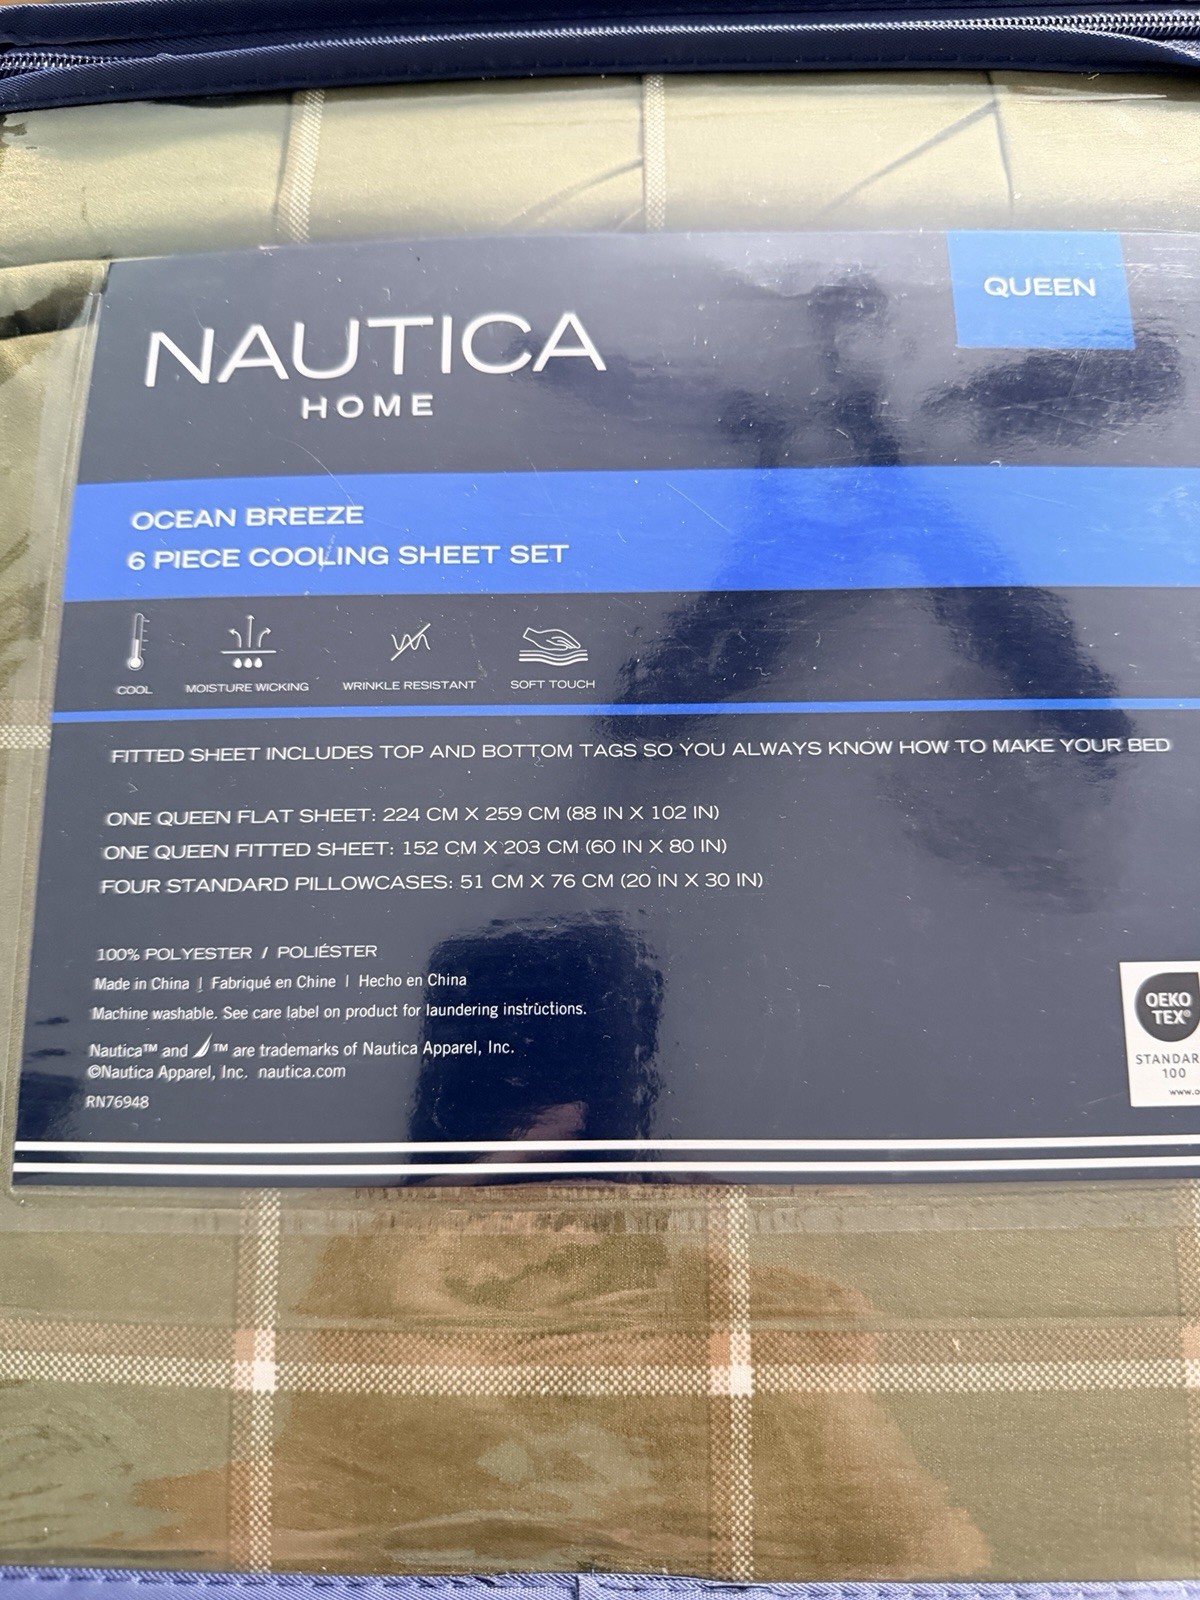 QUEEN
NAUTICA
HOME
OCEAN BREEZE
6 PIECE COOLING SHEET SET
COOL
MOISTURE WICKING
WRINKLE RESISTANT
SOFT TOUCH
FITTED SHEET INCLUDES TOP AND BOTTOM TAGS SO YOU ALWAYS KNOW HOW TO MAKE YOUR BED
ONE QUEEN FLAT SHEET: 224 CM X 259 CM (88 IN X 102 IN)
ONE QUEEN FITTED SHEET: 152 CM X 203 CM (60 IN X 80 IN)
FOUR STANDARD PILLOWCASES: 51 CM X 76 CM (20 IN X 30 IN)
100% POLYESTER / POLIÉSTER
Made in China | Fabriqué en Chine | Hecho en China
Machine washable. See care label on product for laundering instructions.
Nautica™ and ™ are trademarks of Nautica Apparel, Inc.
©Nautica Apparel, Inc. nautica.com
RN76948
OEKO
TEX®
STANDAR
100
www.o